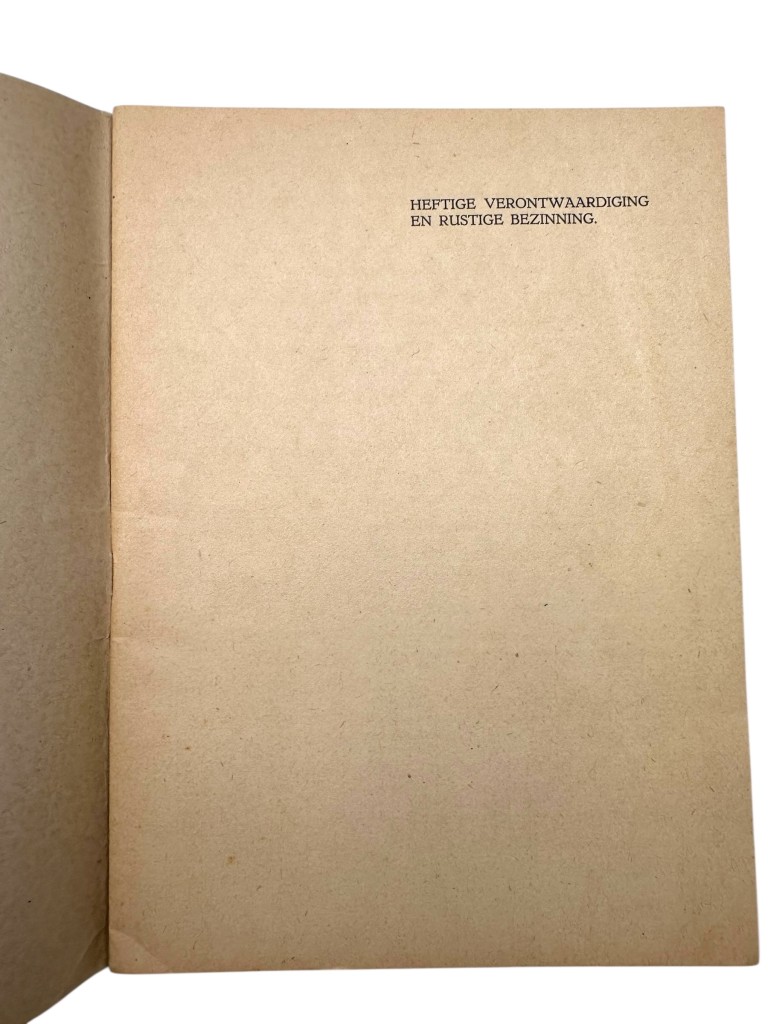 HEFTIGE VERONTWAARDIGING
EN RUSTIGE BEZINNING.